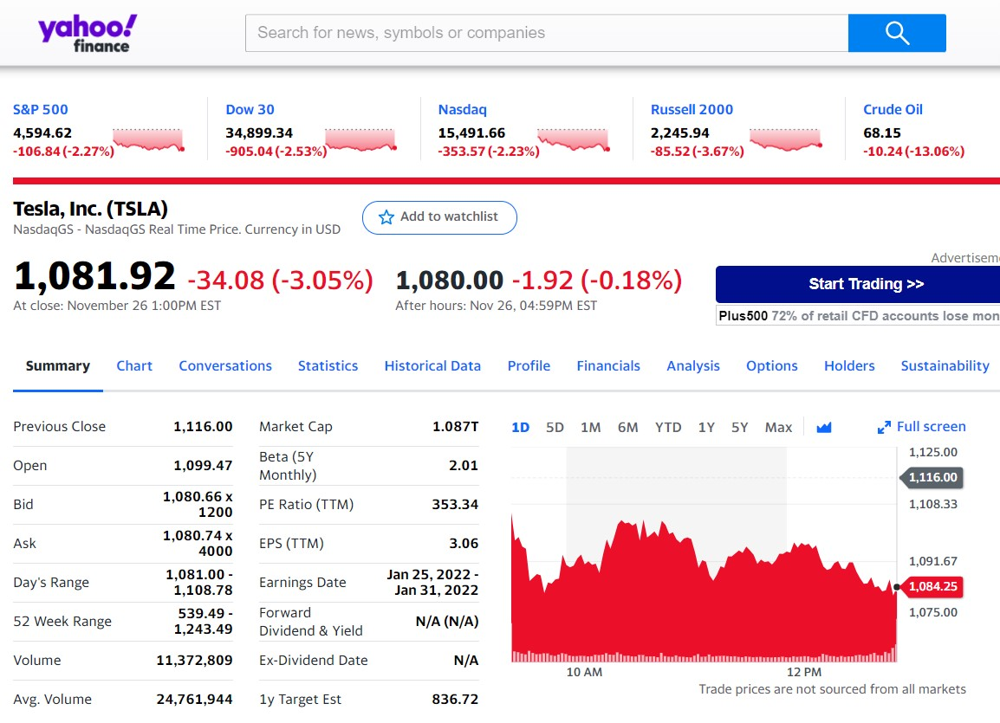 yahoo!
finance
Search for news, symbols or companies
S&P 500
4,594.62
-106.84 (-2.27%)
Dow 30
34,899.34
-905.04 (-2.53%)
Nasdaq
15,491.66
-353.57 (-2.23%)
Russell 2000
2,245.94
-85.52 (-3.67%)
Crude Oil
68.15
-10.24 (-13.06%)
Tesla, Inc. (TSLA)
NasdaqGS - NasdaqGS Real Time Price. Currency in USD
Add to watchlist
1,081.92 -34.08 (-3.05%)
At close: November 26 1:00PM EST
1,080.00 -1.92 (-0.18%)
After hours: Nov 26, 04:59PM EST
Advertisem
Start Trading >>
Plus500 72% of retail CFD accounts lose mon
Summary Chart Conversations Statistics Historical Data Profile Financials Analysis Options Holders Sustainability
Previous Close 1,116.00
Open 1,099.47
Bid 1,080.66 x
1200
Ask 1,080.74 x
4000
Day's Range 1,081.00 -
1,108.78
52 Week Range 539.49 -
1,243.49
Volume 11,372,809
Avg. Volume 24,761,944
Market Cap 1.087T
Beta (5Y
Monthly) 2.01
PE Ratio (TTM) 353.34
EPS (TTM) 3.06
Earnings Date Jan 25, 2022 -
Jan 31, 2022
Forward
Dividend & Yield N/A (N/A)
Ex-Dividend Date N/A
1y Target Est 836.72
1D 5D 1M 6M YTD 1Y 5Y Max Full screen
1,125.00
1,116.00
1,108.33
1,091.67
1,084.25
1,075.00
10 AM 12 PM
Trade prices are not sourced from all markets